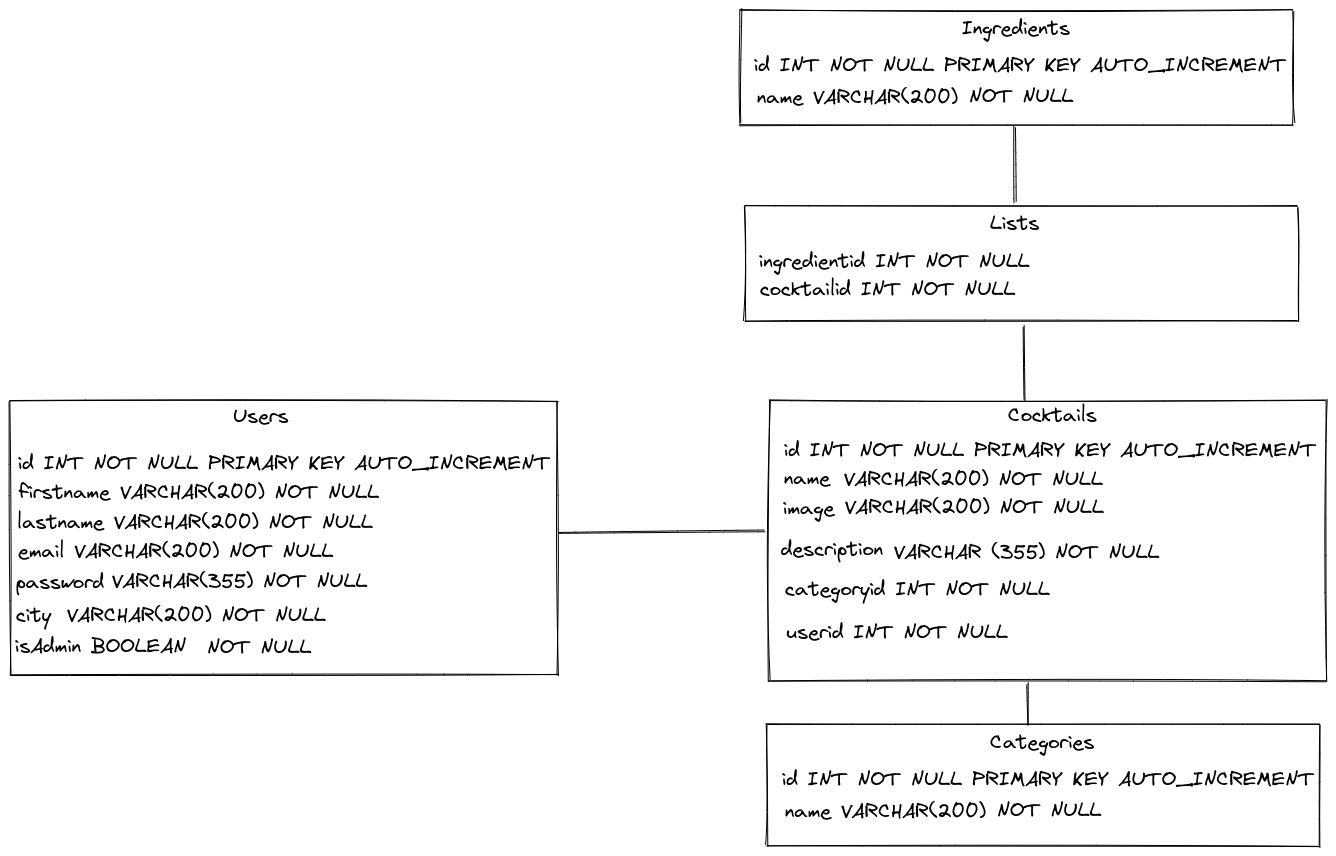 Ingredients
id INT NOT NULL PRIMARY KEY AUTO_INCREMENT
name VARCHAR(200) NOT NULL
Lists
ingredientid INT NOT NULL
cocktailid INT NOT NULL
Users
id INT NOT NULL PRIMARY KEY AUTO_INCREMENT
firstname VARCHAR(200) NOT NULL
lastname VARCHAR(200) NOT NULL
email VARCHAR(200) NOT NULL
password VARCHAR(355) NOT NULL
city VARCHAR(200) NOT NULL
isAdmin BOOLEAN NOT NULL
Cocktails
id INT NOT NULL PRIMARY KEY AUTO_INCREMENT
name VARCHAR(200) NOT NULL
image VARCHAR(200) NOT NULL
description VARCHAR (355) NOT NULL
categoryid INT NOT NULL
userid INT NOT NULL
Categories
id INT NOT NULL PRIMARY KEY AUTO_INCREMENT
name VARCHAR(200) NOT NULL